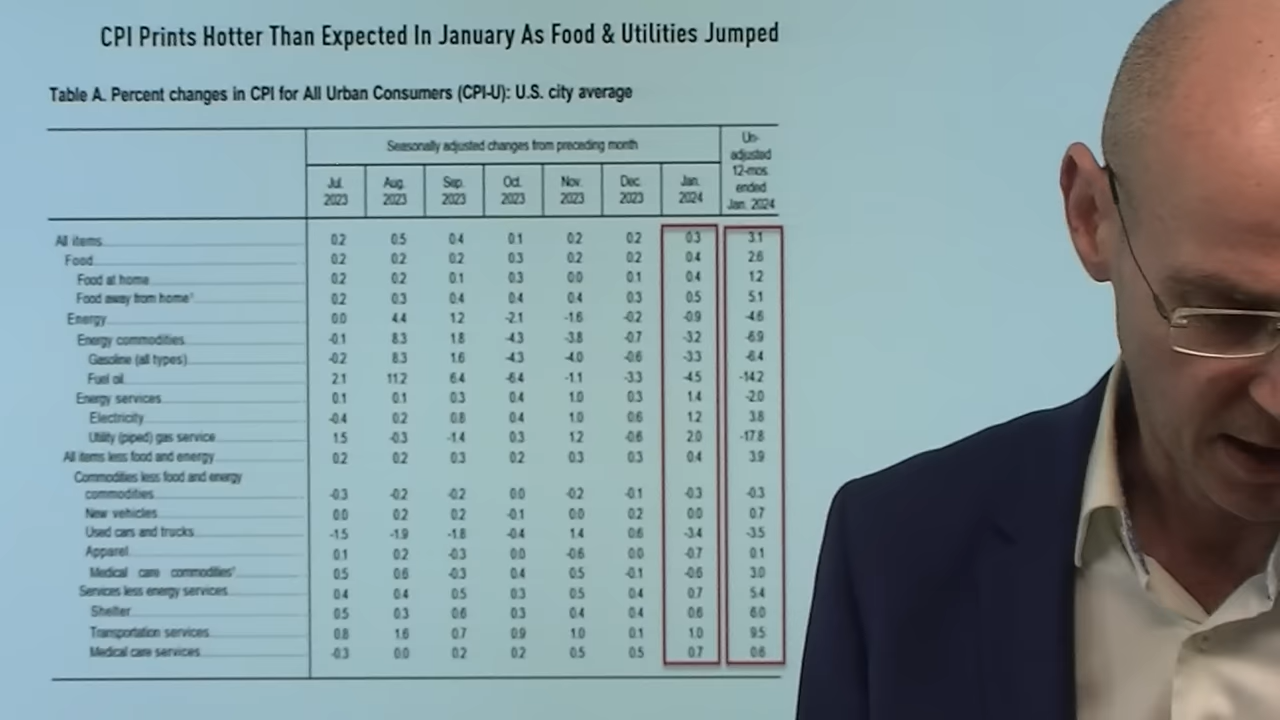 CPI Prints Hotter Than Expected In January As Food & Utilities Jumped
Table A. Percent changes in CPI for All Urban Consumers (CPI-U): U.S. city average
Seasonally adjusted changes from preceding month
Un-
adjusted
12-mos.
ended
Jan. 2024
Jul. 2023 Aug. 2023 Sep. 2023 Oct. 2023 Nov. 2023 Dec. 2023 Jan. 2024
All items 0.2 0.5 0.4 0.1 0.2 0.2 0.3 3.1
Food 0.2 0.2 0.2 0.3 0.2 0.2 0.4 2.6
Food at home 0.2 0.2 0.1 0.3 0.0 0.1 0.4 1.2
Food away from home¹ 0.2 0.3 0.4 0.4 0.4 0.3 0.5 5.1
Energy 0.0 4.4 1.2 -2.1 -1.6 -0.2 -0.9 -4.6
Energy commodities -0.1 8.3 1.8 -4.3 -3.8 -0.7 -3.2 -6.9
Gasoline (all types) -0.2 8.3 1.6 -4.3 -4.0 -0.6 -3.3 -6.4
Fuel oil 2.1 11.2 6.4 -6.4 -1.1 -3.3 -4.5 -14.2
Energy services 0.1 0.1 0.3 0.4 1.0 0.3 1.4 -2.0
Electricity -0.4 0.2 0.8 0.4 1.0 0.6 1.2 3.8
Utility (piped) gas service 1.5 -0.3 -1.4 0.3 1.2 -0.6 2.0 -17.8
All items less food and energy 0.2 0.2 0.3 0.2 0.3 0.3 0.4 3.9
Commodities less food and energy
commodities -0.3 -0.2 -0.2 0.0 -0.2 -0.1 -0.3 -0.3
New vehicles 0.0 0.2 0.2 -0.1 0.0 0.2 0.0 0.7
Used cars and trucks -1.5 -1.9 -1.8 -0.4 1.4 0.6 -3.4 -3.5
Apparel 0.1 0.2 -0.3 0.0 -0.6 0.0 -0.7 0.1
Medical care commodities¹ 0.5 0.6 -0.3 0.4 0.5 -0.1 -0.6 3.0
Services less energy services 0.4 0.4 0.5 0.3 0.5 0.4 0.7 5.4
Shelter 0.5 0.3 0.6 0.3 0.4 0.4 0.6 6.0
Transportation services 0.8 1.6 0.7 0.9 1.0 0.1 1.0 9.5
Medical care services -0.3 0.0 0.2 0.2 0.5 0.5 0.7 0.6